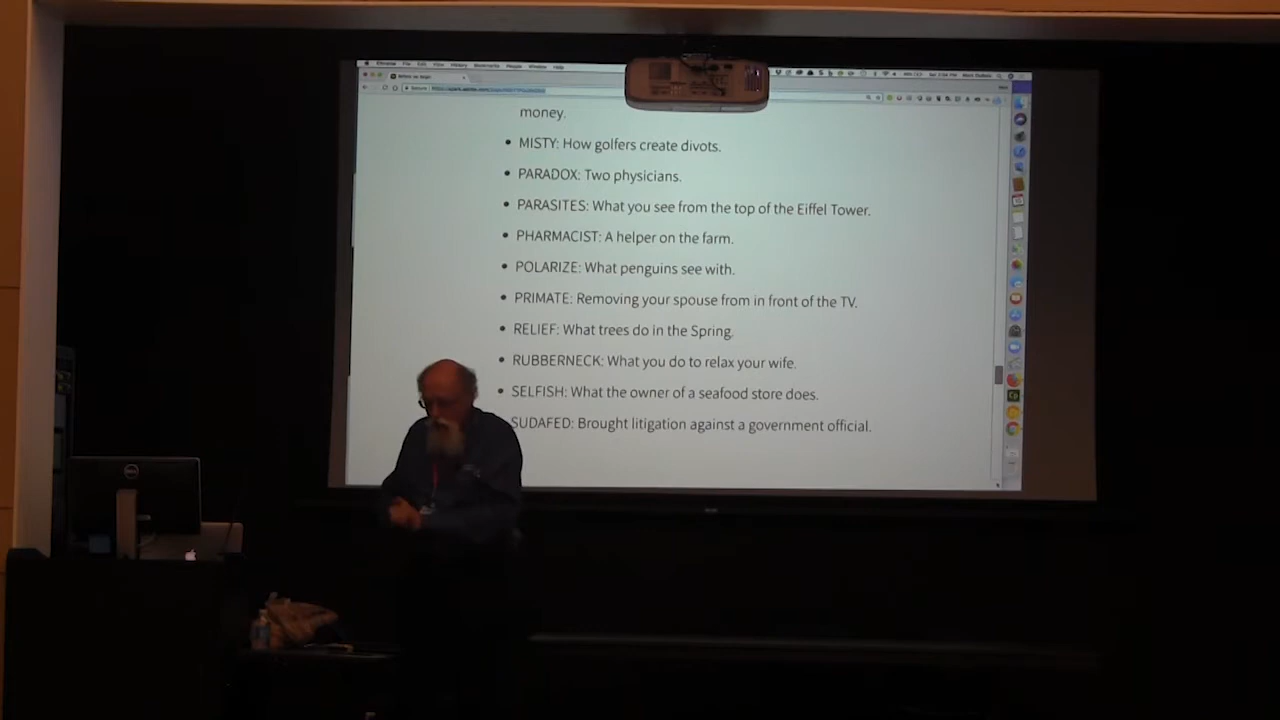 money.
• MISTY: How golfers create divots.
• PARADOX: Two physicians.
• PARASITES: What you see from the top of the Eiffel Tower.
• PHARMACIST: A helper on the farm.
• POLARIZE: What penguins see with.
• PRIMATE: Removing your spouse from in front of the TV.
• RELIEF: What trees do in the Spring.
• RUBBERNECK: What you do to relax your wife.
• SELFISH: What the owner of a seafood store does.
SUDAFED: Brought litigation against a government official.
DELL